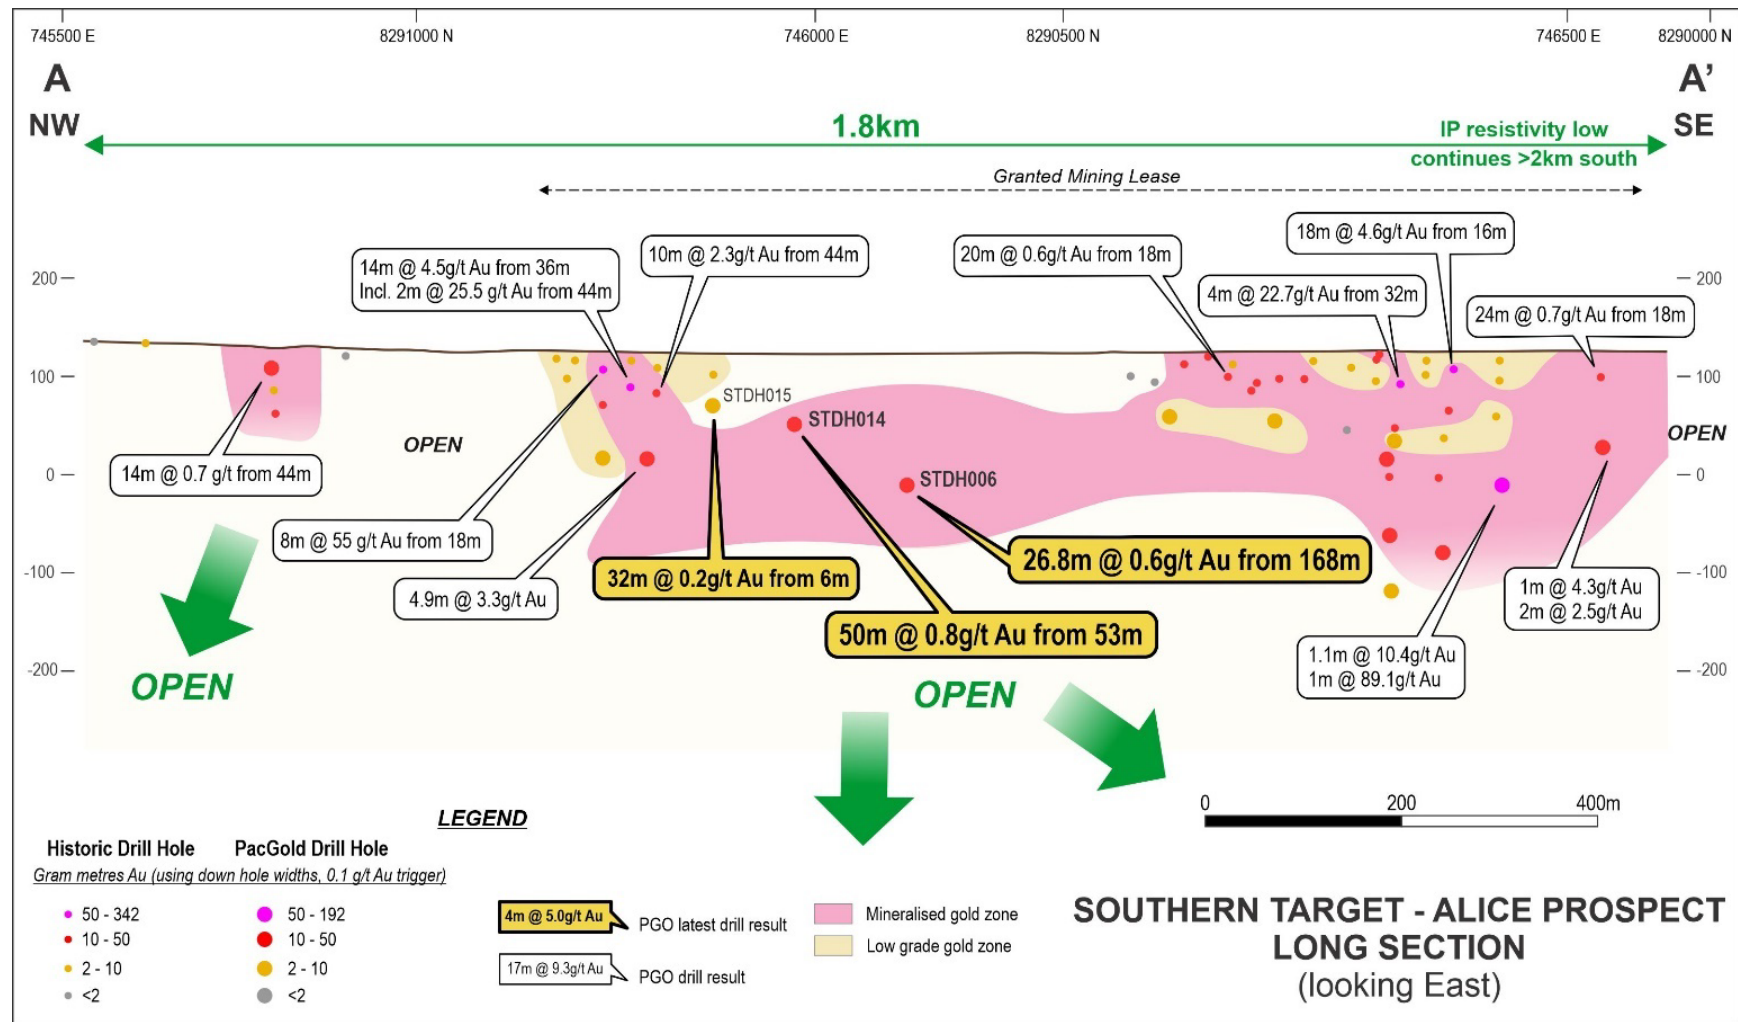 745500 E
8291000 N
746000 E
8290500 N
746500 E
8290000 N
A
NW
A'
SE
1.8km
IP resistivity low
continues >2km south
Granted Mining Lease
14m @ 4.5g/t Au from 36m
Incl. 2m @ 25.5 g/t Au from 44m
10m @ 2.3g/t Au from 44m
20m @ 0.6g/t Au from 18m
18m @ 4.6g/t Au from 16m
4m @ 22.7g/t Au from 32m
24m @ 0.7g/t Au from 18m
200
200
100
100
0
0
-100
-100
-200
-200
STDH015
STDH014
STDH006
OPEN
OPEN
14m @ 0.7 g/t from 44m
8m @ 55 g/t Au from 18m
4.9m @ 3.3g/t Au
32m @ 0.2g/t Au from 6m
26.8m @ 0.6g/t Au from 168m
50m @ 0.8g/t Au from 53m
1m @ 4.3g/t Au
2m @ 2.5g/t Au
1.1m @ 10.4g/t Au
1m @ 89.1g/t Au
OPEN
OPEN
0
200
400m
LEGEND
Historic Drill Hole
PacGold Drill Hole
Gram metres Au (using down hole widths, 0.1 g/t Au trigger)
50 - 342
50 - 192
10 - 50
10 - 50
2 - 10
2 - 10
<2
<2
4m @ 5.0g/t Au
PGO latest drill result
17m @ 9.3g/t Au
PGO drill result
Mineralised gold zone
Low grade gold zone
SOUTHERN TARGET - ALICE PROSPECT
LONG SECTION
(looking East)